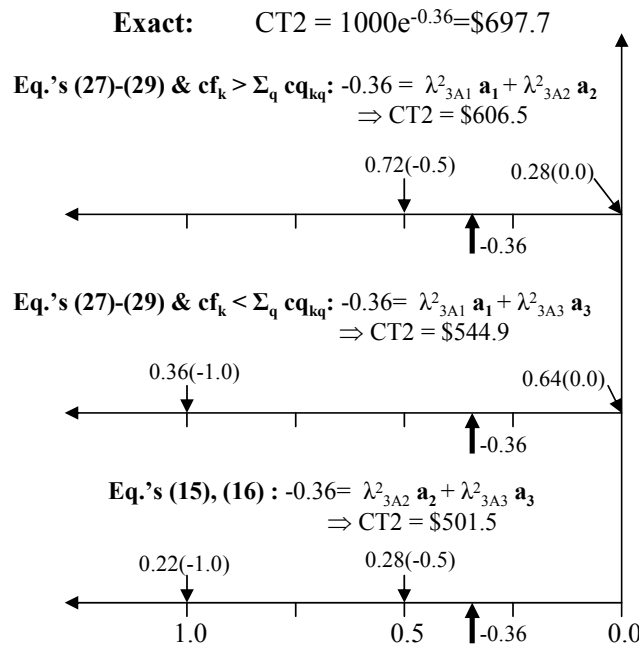 Exact: CT2 = 1000e^-0.36=$697.7
Eq.'s (27)-(29) & cf_k > Σ_q cq_kq: -0.36 = λ²_3A1 a_1 + λ²_3A2 a_2
⇒ CT2 = $606.5
0.72(-0.5)
0.28(0.0)
-0.36
Eq.'s (27)-(29) & cf_k < Σ_q cq_kq: -0.36= λ²_3A1 a_1 + λ²_3A3 a_3
⇒ CT2 = $544.9
0.36(-1.0)
0.64(0.0)
-0.36
Eq.'s (15), (16) : -0.36= λ²_3A2 a_2 + λ²_3A3 a_3
⇒ CT2 = $501.5
0.22(-1.0)
0.28(-0.5)
-0.36
1.0 0.5 0.0